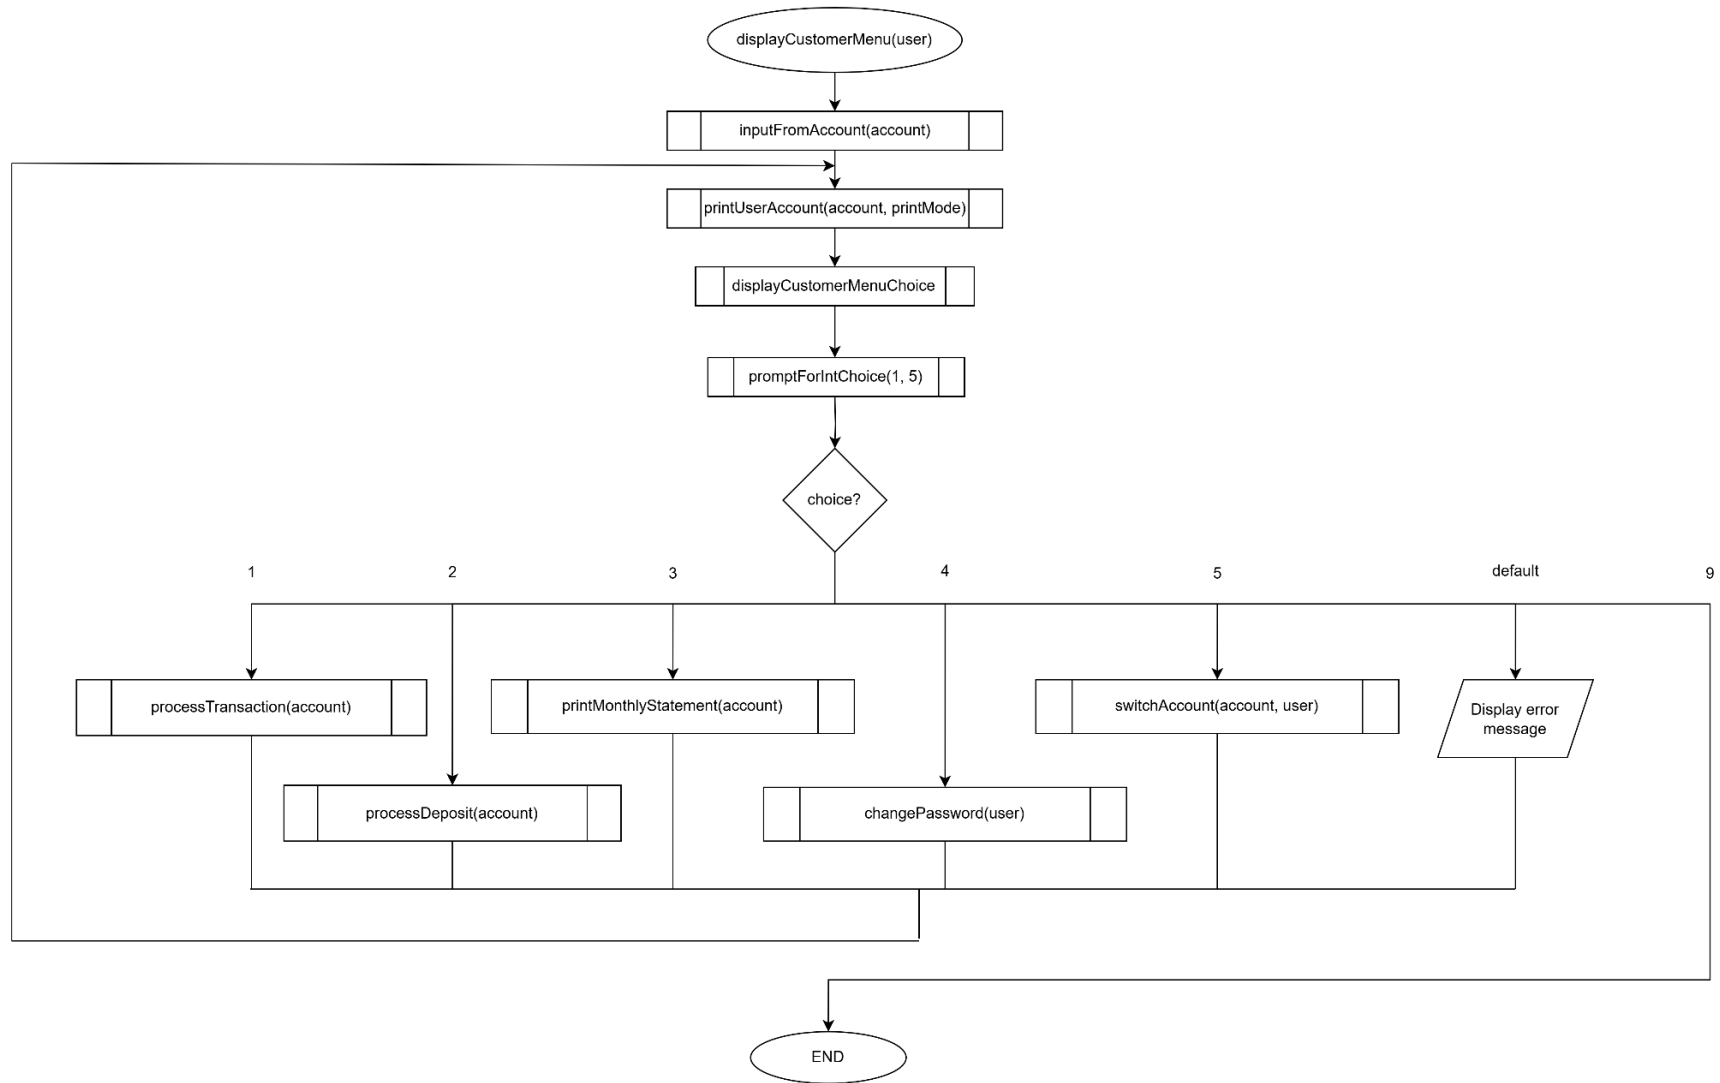 displayCustomerMenu(user)
inputFromAccount(account)
printUserAccount(account, printMode)
displayCustomerMenuChoice
promptForIntChoice(1, 5)
choice?
1
2
3
4
5
default
9
processTransaction(account)
printMonthlyStatement(account)
switchAccount(account, user)
Display error
message
processDeposit(account)
changePassword(user)
END